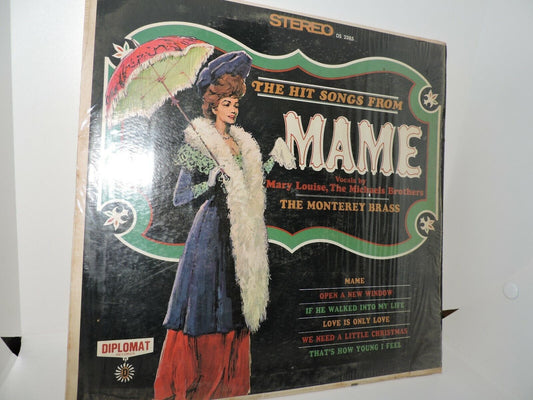 STEREO
DS 2385
THE HIT SONGS FROM
MAME
Vocals by
Mary Louise, The Michaels Brothers
THE MONTEREY BRASS
MAME
OPEN A NEW WINDOW
IF HE WALKED INTO MY LIFE
LOVE IS ONLY LOVE
WE NEED A LITTLE CHRISTMAS
THAT'S HOW YOUNG I FEEL
DIPLOMAT